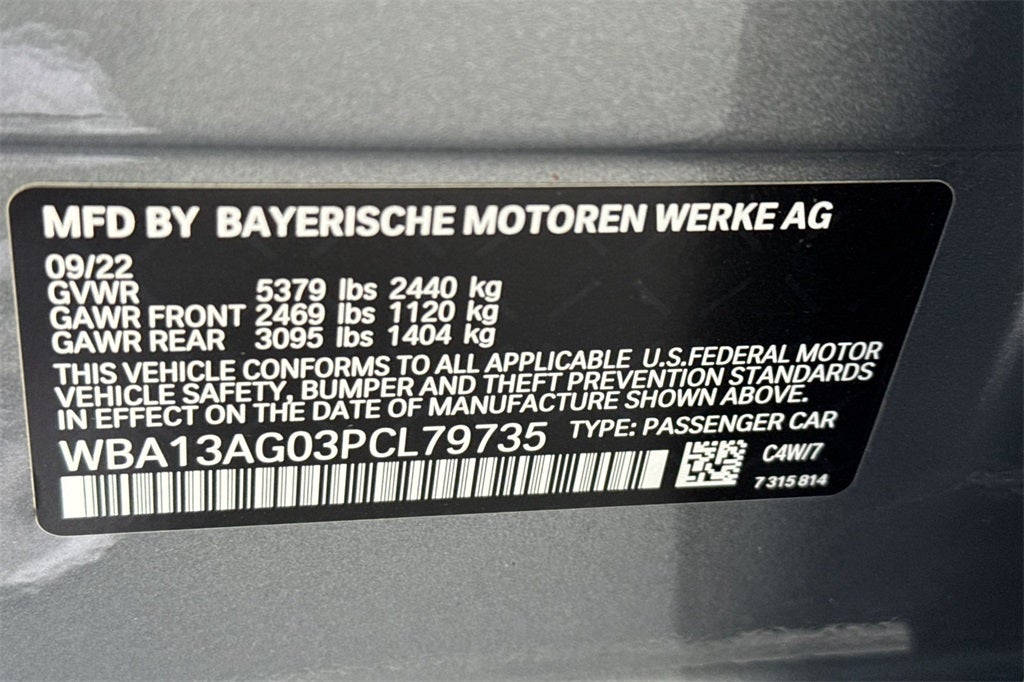 MFD BY BAYERISCHE MOTOREN WERKE AG
09/22
GVWR 5379 lbs 2440 kg
GAWR FRONT 2469 lbs 1120 kg
GAWR REAR 3095 lbs 1404 kg
THIS VEHICLE CONFORMS TO ALL APPLICABLE U.S.FEDERAL MOTOR
VEHICLE SAFETY, BUMPER AND THEFT PREVENTION STANDARDS
IN EFFECT ON THE DATE OF MANUFACTURE SHOWN ABOVE.
WBA13AG03PCL79735 TYPE: PASSENGER CAR
C4W/7
7 315 814